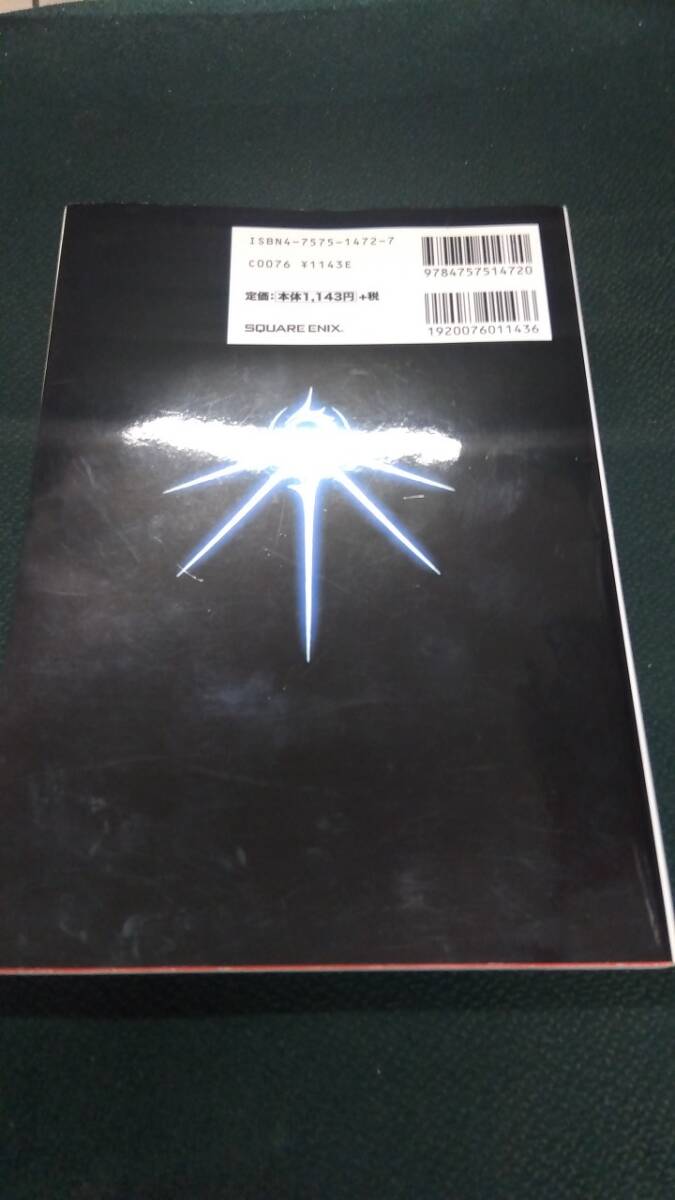 ISBN4-7575-1472-7
C0076 ¥1143E
定価：本体1,143円 +税
SQUARE ENIX.
9784757514720
1920076011436